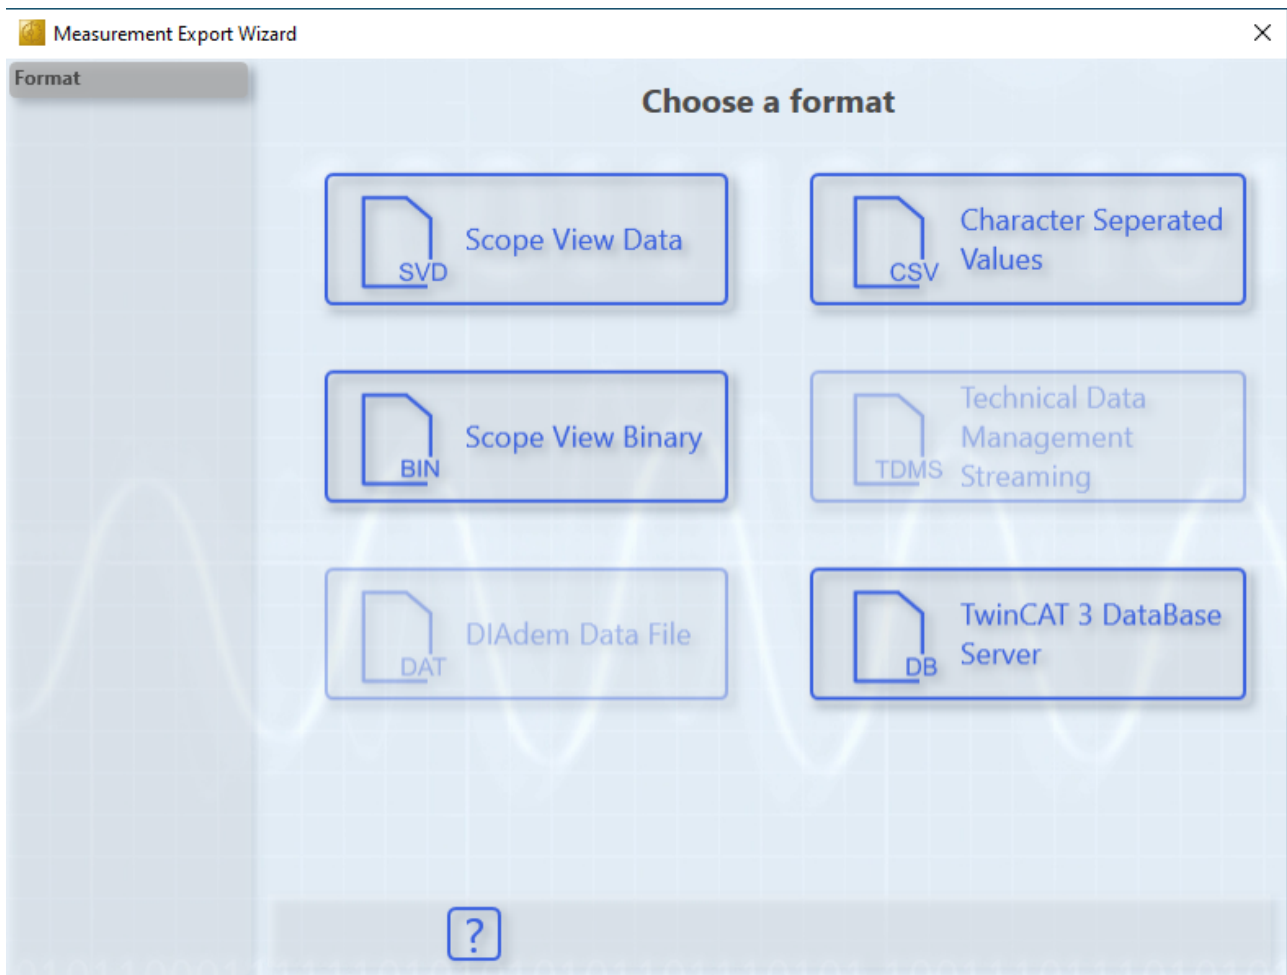 Measurement Export Wizard
Format
Choose a format
Scope View Data
SVD
Character Seperated
Values
CSV
Scope View Binary
BIN
Technical Data
Management
Streaming
TDMS
DIAdem Data File
DAT
TwinCAT 3 DataBase
Server
DB
?